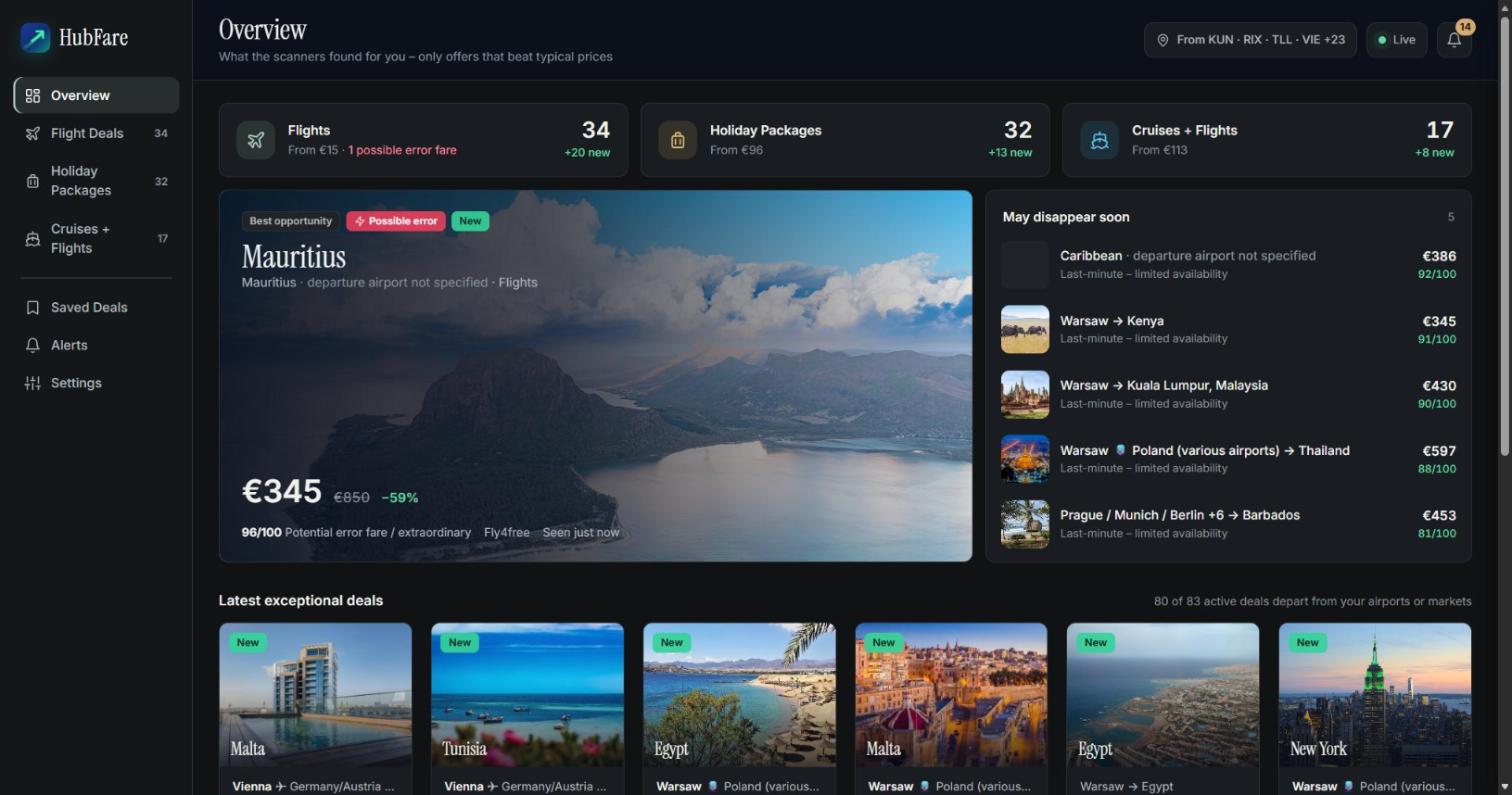 HubFare
Overview
Flight Deals 34
Holiday
Packages 32
Cruises +
Flights 17
Saved Deals
Alerts
Settings
Overview
What the scanners found for you – only offers that beat typical prices
From KUN · RIX · TLL · VIE +23
Live
14
Flights
From €15 · 1 possible error fare
34
+20 new
Holiday Packages
From €96
32
+13 new
Cruises + Flights
From €113
17
+8 new
Best opportunity Possible error New
Mauritius
Mauritius · departure airport not specified · Flights
€345 €850 −59%
96/100 Potential error fare / extraordinary Fly4free Seen just now
May disappear soon 5
Caribbean · departure airport not specified €386
Last-minute – limited availability 92/100
Warsaw → Kenya €345
Last-minute – limited availability 91/100
Warsaw → Kuala Lumpur, Malaysia €430
Last-minute – limited availability 90/100
Warsaw Poland (various airports) → Thailand €597
Last-minute – limited availability 88/100
Prague / Munich / Berlin +6 → Barbados €453
Last-minute – limited availability 81/100
Latest exceptional deals
80 of 83 active deals depart from your airports or markets
New
Malta
Vienna ✈ Germany/Austria ...
New
Tunisia
Vienna ✈ Germany/Austria ...
New
Egypt
Warsaw Poland (various...
New
Malta
Warsaw Poland (various...
New
Egypt
Warsaw → Egypt
New
New York
Warsaw Poland (various...